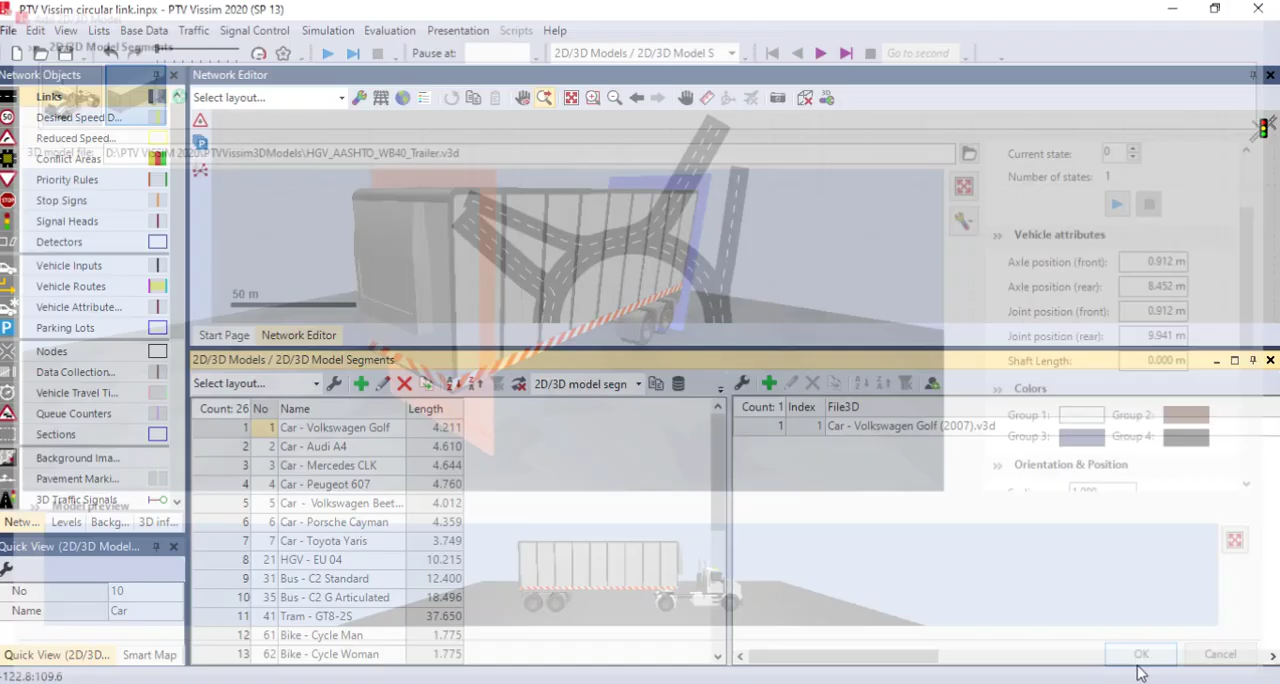 PTV Vissim circular link.inpx - PTV Vissim 2020 (SP 13)
Add 2D/3D Model
File Edit View Lists Base Data Traffic Signal Control Simulation Evaluation Presentation Actions Scripts Help
2D/3D Model Segments
Pause at: 2D/3D Models / 2D/3D Model S Go to second
Network Objects
Network Editor
Links
Select layout...
Desired Speed D...
Reduced Speed...
3D model file: D:\PTV VISSIM 2020\PTVVissim3DModels\HGV_AASHTO_WB40_Trailer.v3d
Conflict Areas
Priority Rules
Stop Signs
Signal Heads
Detectors
Vehicle Inputs
Vehicle Routes
Vehicle Attribute...
Parking Lots
Nodes
Data Collection...
Vehicle Travel Ti...
Queue Counters
Sections
Background Ima...
Pavement Marki...
3D Traffic Signals
Model preview
Netw... Levels Backg... 3D inf...
Current state: 0
Number of states: 1
Vehicle attributes
Axle position (front): 0.912 m
Axle position (rear): 8.452 m
Joint position (front): 0.912 m
Joint position (rear): 9.941 m
Shaft Length: 0.000 m
Colors
Group 1: Group 2:
Group 3: Group 4:
Orientation & Position
1.000
50 m
Start Page Network Editor
2D/3D Models / 2D/3D Model Segments
Select layout... 2D/3D model segn
Count: 26 No Name Length
1 1 Car - Volkswagen Golf 4.211
2 2 Car - Audi A4 4.610
3 3 Car - Mercedes CLK 4.644
4 4 Car - Peugeot 607 4.760
5 5 Car - Volkswagen Beet... 4.012
6 6 Car - Porsche Cayman 4.359
7 7 Car - Toyota Yaris 3.749
8 21 HGV - EU 04 10.215
9 31 Bus - C2 Standard 12.400
10 35 Bus - C2 G Articulated 18.496
11 41 Tram - GT8-2S 37.650
12 61 Bike - Cycle Man 1.775
13 62 Bike - Cycle Woman 1.775
Count: 1 Index File3D
1 1 Car - Volkswagen Golf (2007).v3d
Quick View (2D/3D Model...
No 10
Name Car
Quick View (2D/3D... Smart Map
OK Cancel
-122.8:109.6